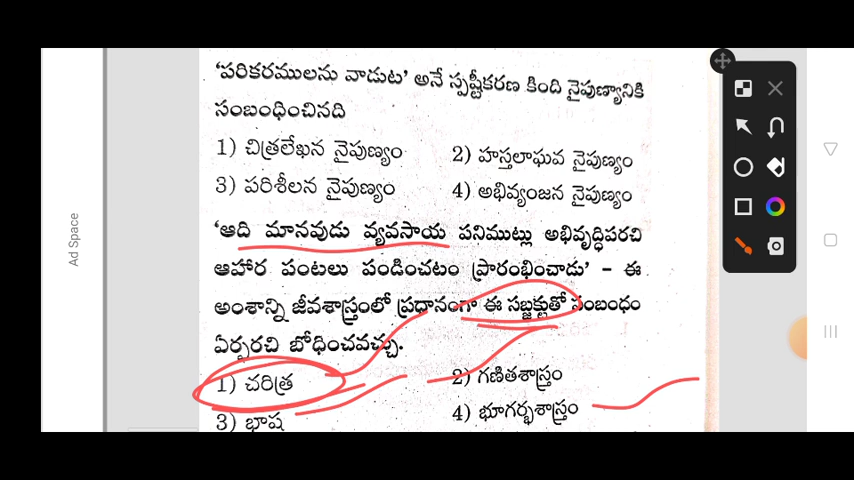 'పరికరములను వాడుట' అనే స్పష్టీకరణ కింది నైపుణ్యానికి
సంబంధించినది
1) చిత్రలేఖన నైపుణ్యం 2) హస్తలాఘవ నైపుణ్యం
3) పరిశీలన నైపుణ్యం 4) అభివ్యంజన నైపుణ్యం
'ఆది మానవుడు వ్యవసాయ పనిముట్లు అభివృద్ధిపరచి
ఆహార పంటలు పండించటం ప్రారంభించాడు' - ఈ
అంశాన్ని జీవశాస్త్రంలో ప్రధానంగా ఈ సబ్జక్టుతో సంబంధం
ఏర్పరచి బోధించవచ్చు.
1) చరిత్ర 2) గణితశాస్త్రం
3) భాష 4) భూగర్భశాస్త్రం
Ad Space